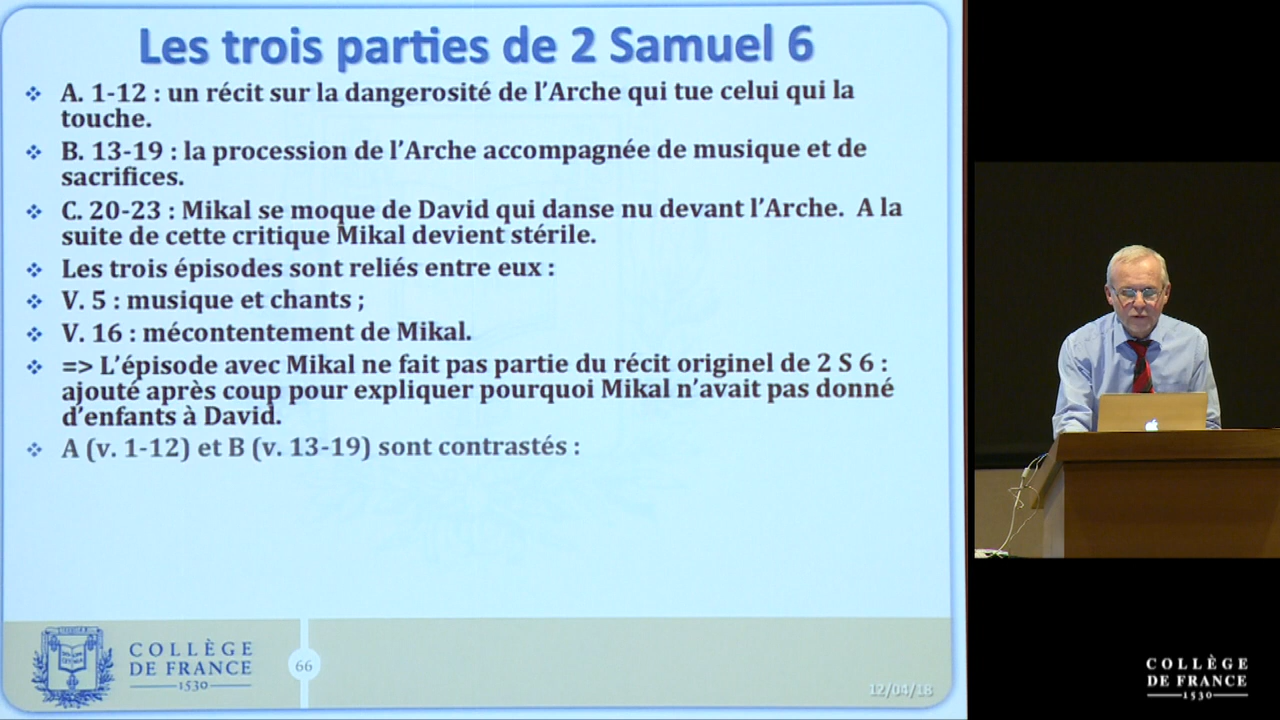 Les trois parties de 2 Samuel 6
❖ A. 1-12 : un récit sur la dangerosité de l’Arche qui tue celui qui la
touche.
❖ B. 13-19 : la procession de l’Arche accompagnée de musique et de
sacrifices.
❖ C. 20-23 : Mikal se moque de David qui danse nu devant l’Arche. A la
suite de cette critique Mikal devient stérile.
❖ Les trois épisodes sont reliés entre eux :
❖ V. 5 : musique et chants ;
❖ V. 16 : mécontentement de Mikal.
❖ => L’épisode avec Mikal ne fait pas partie du récit originel de 2 S 6 :
ajouté après coup pour expliquer pourquoi Mikal n’avait pas donné
d’enfants à David.
❖ A (v. 1-12) et B (v. 13-19) sont contrastés :
COLLÈGE
DE FRANCE
1530
66
12/04/18
COLLÈGE
DE FRANCE
1530